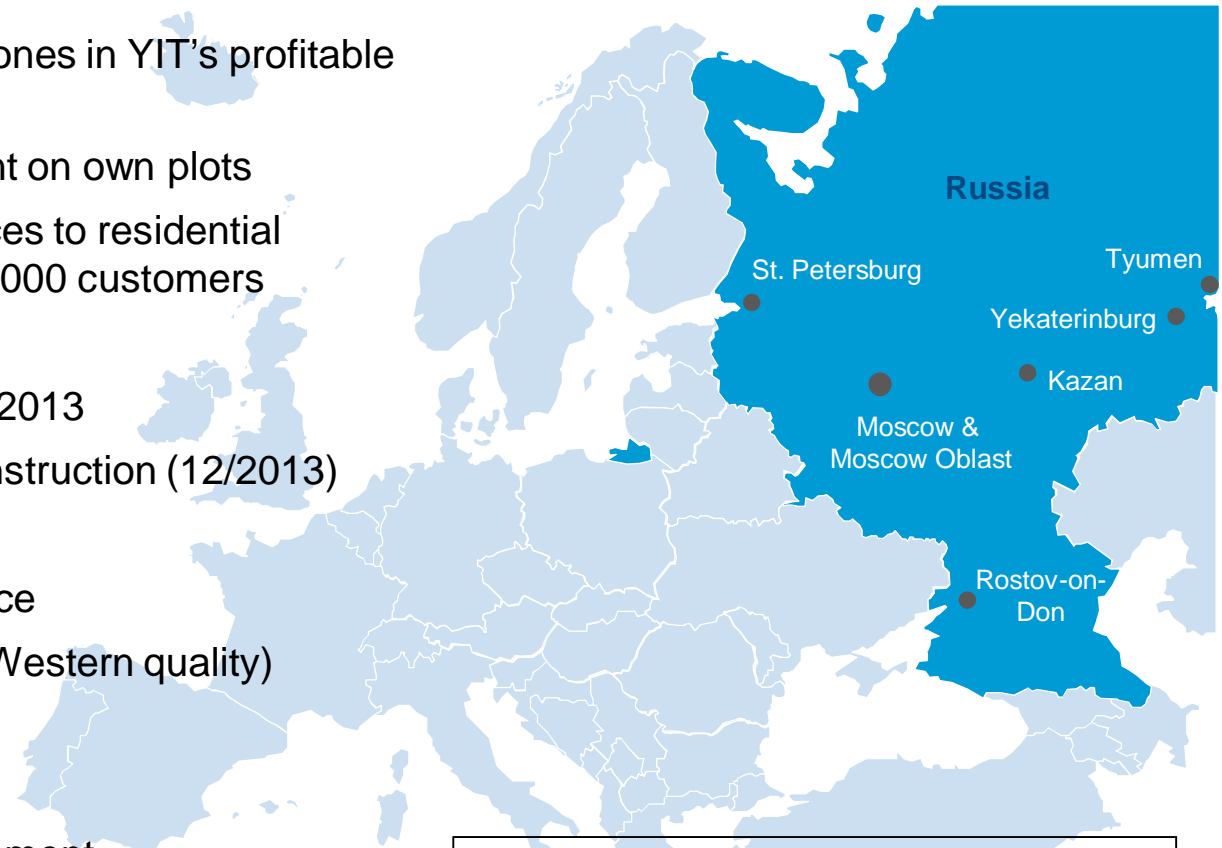 ones in YIT's profitable
nt on own plots
ces to residential
000 customers
2013
nstruction (12/2013)
ce
Western quality)
Russia
St. Petersburg
Tyumen
Yekaterinburg
Kazan
Moscow &
Moscow Oblast
Rostov-on-
Don